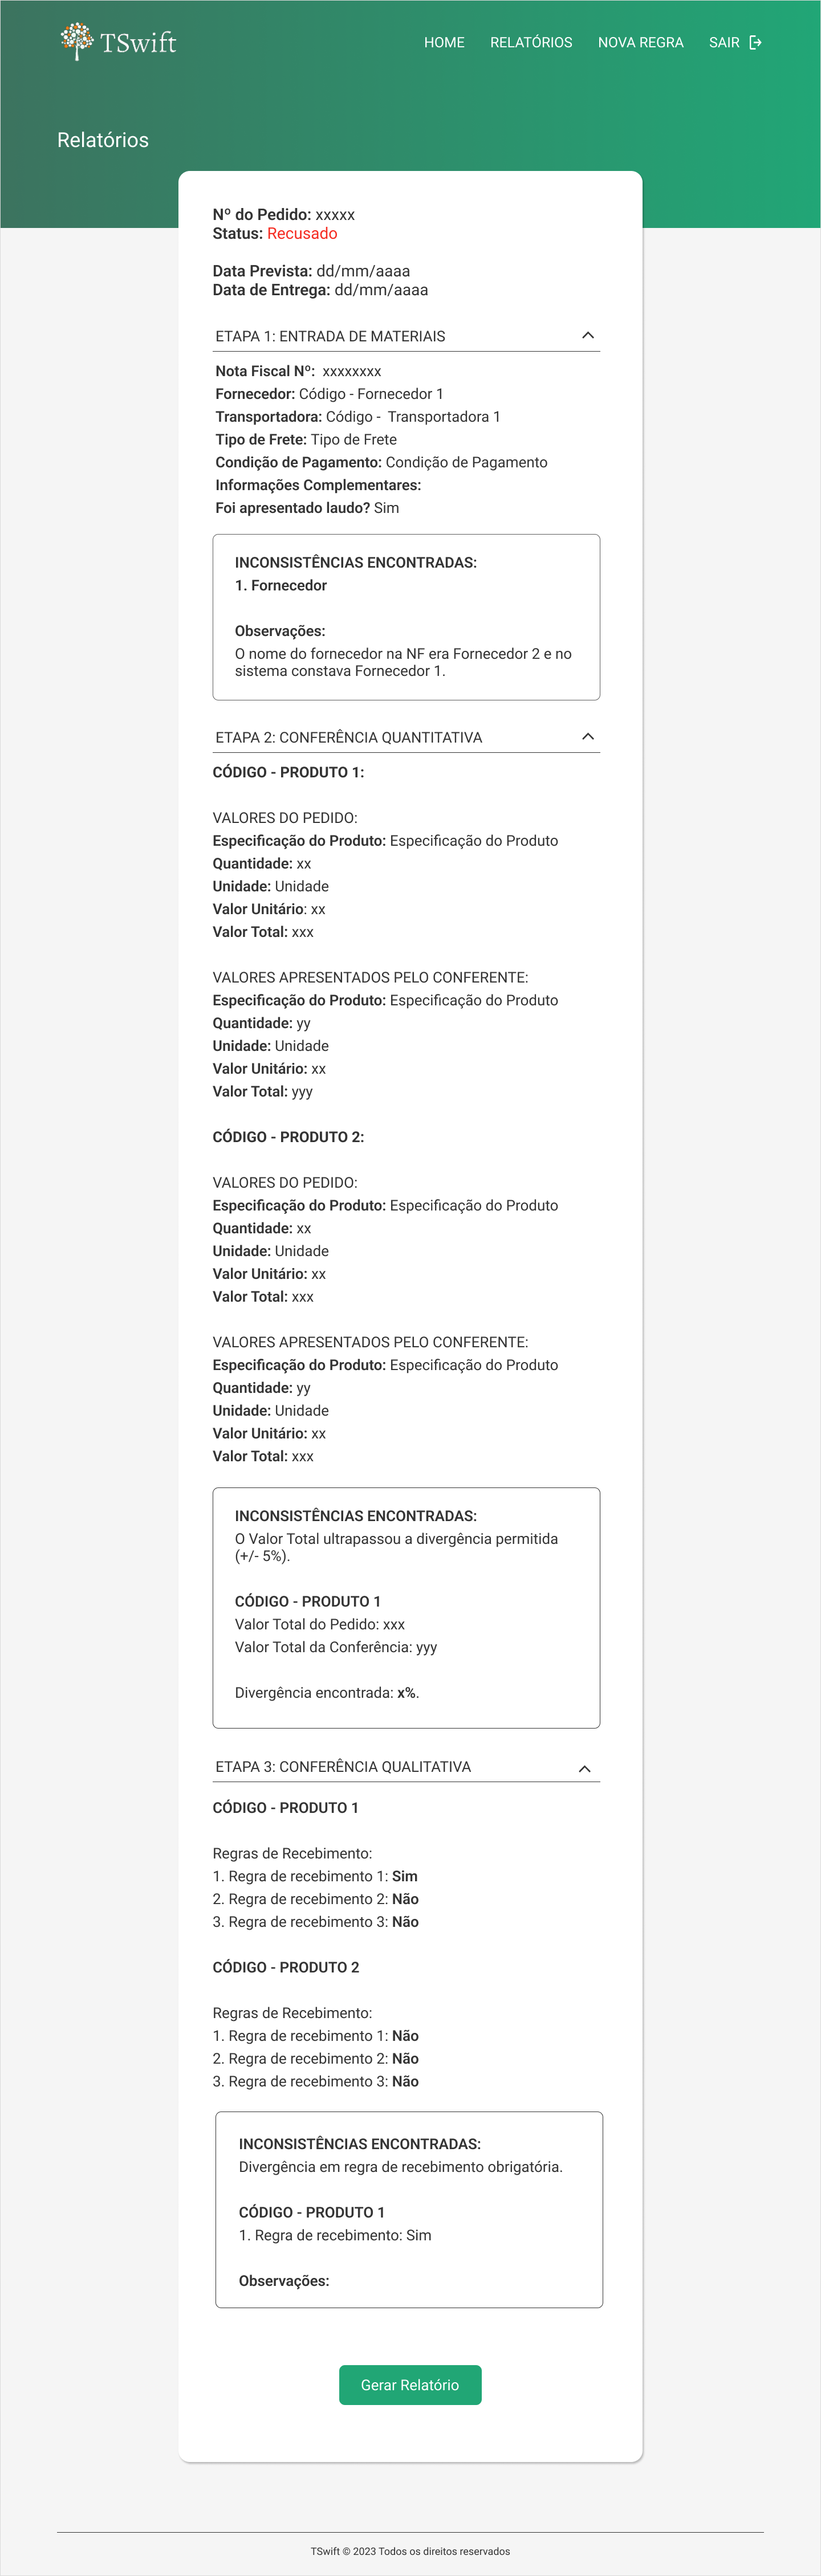 TSwift
HOME RELATÓRIOS NOVA REGRA SAIR
Relatórios
Nº do Pedido: xxxxx
Status: Recusado
Data Prevista: dd/mm/aaaa
Data de Entrega: dd/mm/aaaa
ETAPA 1: ENTRADA DE MATERIAIS
Nota Fiscal Nº: xxxxxxxx
Fornecedor: Código - Fornecedor 1
Transportadora: Código - Transportadora 1
Tipo de Frete: Tipo de Frete
Condição de Pagamento: Condição de Pagamento
Informações Complementares:
Foi apresentado laudo? Sim
INCONSISTÊNCIAS ENCONTRADAS:
1. Fornecedor
Observações:
O nome do fornecedor na NF era Fornecedor 2 e no
sistema constava Fornecedor 1.
ETAPA 2: CONFERÊNCIA QUANTITATIVA
CÓDIGO - PRODUTO 1:
VALORES DO PEDIDO:
Especificação do Produto: Especificação do Produto
Quantidade: xx
Unidade: Unidade
Valor Unitário: xx
Valor Total: xxx
VALORES APRESENTADOS PELO CONFERENTE:
Especificação do Produto: Especificação do Produto
Quantidade: yy
Unidade: Unidade
Valor Unitário: xx
Valor Total: yyy
CÓDIGO - PRODUTO 2:
VALORES DO PEDIDO:
Especificação do Produto: Especificação do Produto
Quantidade: xx
Unidade: Unidade
Valor Unitário: xx
Valor Total: xxx
VALORES APRESENTADOS PELO CONFERENTE:
Especificação do Produto: Especificação do Produto
Quantidade: yy
Unidade: Unidade
Valor Unitário: xx
Valor Total: xxx
INCONSISTÊNCIAS ENCONTRADAS:
O Valor Total ultrapassou a divergência permitida
(+/- 5%).
CÓDIGO - PRODUTO 1
Valor Total do Pedido: xxx
Valor Total da Conferência: yyy
Divergência encontrada: x%.
ETAPA 3: CONFERÊNCIA QUALITATIVA
CÓDIGO - PRODUTO 1
Regras de Recebimento:
1. Regra de recebimento 1: Sim
2. Regra de recebimento 2: Não
3. Regra de recebimento 3: Não
CÓDIGO - PRODUTO 2
Regras de Recebimento:
1. Regra de recebimento 1: Não
2. Regra de recebimento 2: Não
3. Regra de recebimento 3: Não
INCONSISTÊNCIAS ENCONTRADAS:
Divergência em regra de recebimento obrigatória.
CÓDIGO - PRODUTO 1
1. Regra de recebimento: Sim
Observações:
Gerar Relatório
TSwift © 2023 Todos os direitos reservados